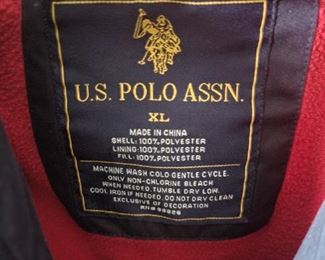 U.S. POLO ASSN.
XL
MADE IN CHINA
SHELL: 100% POLYESTER
LINING: 100% POLYESTER
FILL: 100% POLYESTER
MACHINE WASH COLD GENTLE CYCLE.
ONLY NON-CHLORINE BLEACH
WHEN NEEDED. TUMBLE DRY LOW.
COOL IRON IF NEEDED. DO NOT DRY CLEAN
EXCLUSIVE OF DECORATION
RN#